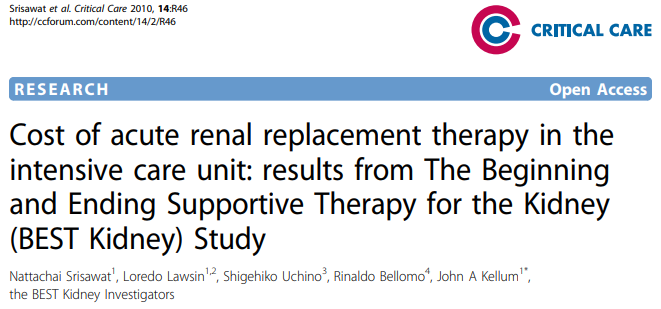 Srisawat et al. Critical Care 2010, 14:R46
http://ccforum.com/content/14/2/R46
CRITICAL CARE
RESEARCH
Open Access
Cost of acute renal replacement therapy in the
intensive care unit: results from The Beginning
and Ending Supportive Therapy for the Kidney
(BEST Kidney) Study
Nattachai Srisawat1, Loredo Lawsin1,2, Shigehiko Uchino3, Rinaldo Bellomo4, John A Kellum1*,
the BEST Kidney Investigators